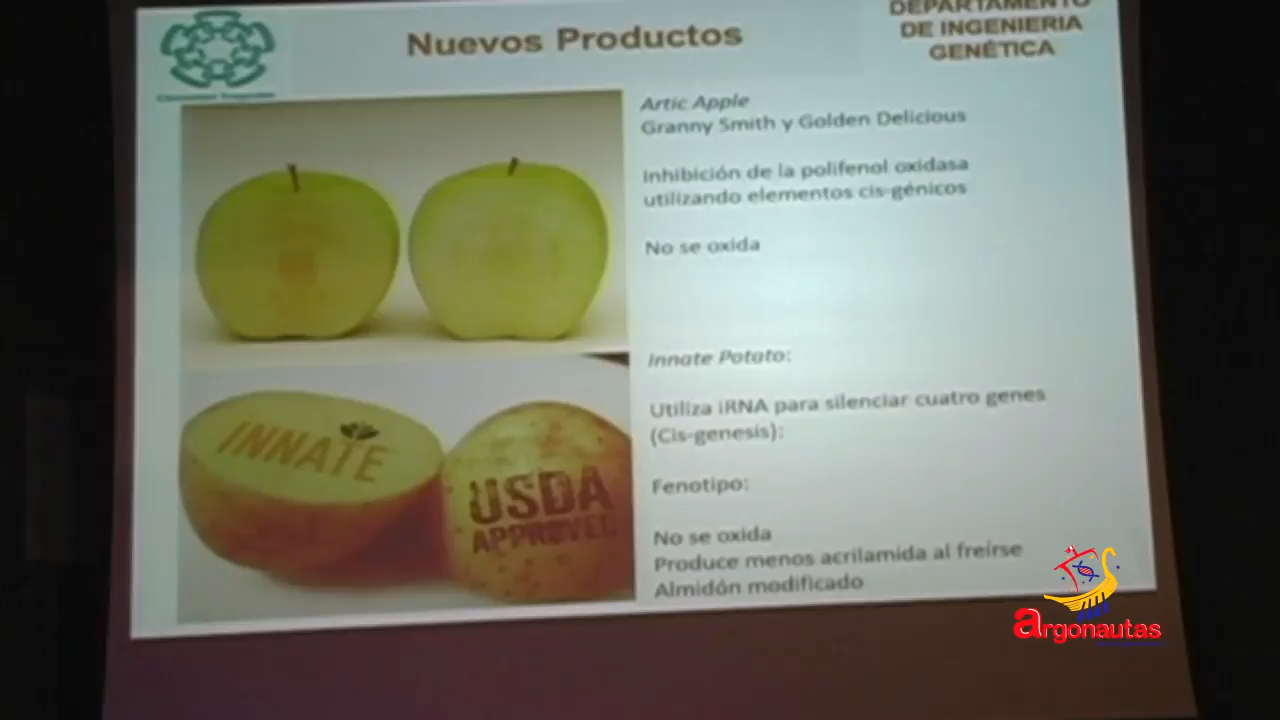 Nuevos Productos
DEPARTAMENTO
DE INGENIERIA
GENÉTICA
Artic Apple
Granny Smith y Golden Delicious
Inhibición de la polifenol oxidasa
utilizando elementos cis-génicos
No se oxida
INNATE
USDA
APPROVED
Innate Potato:
Utiliza iRNA para silenciar cuatro genes
(Cis-genesis):
Fenotipo:
No se oxida
Produce menos acrilamida al freírse
Almidón modificado
argonautas